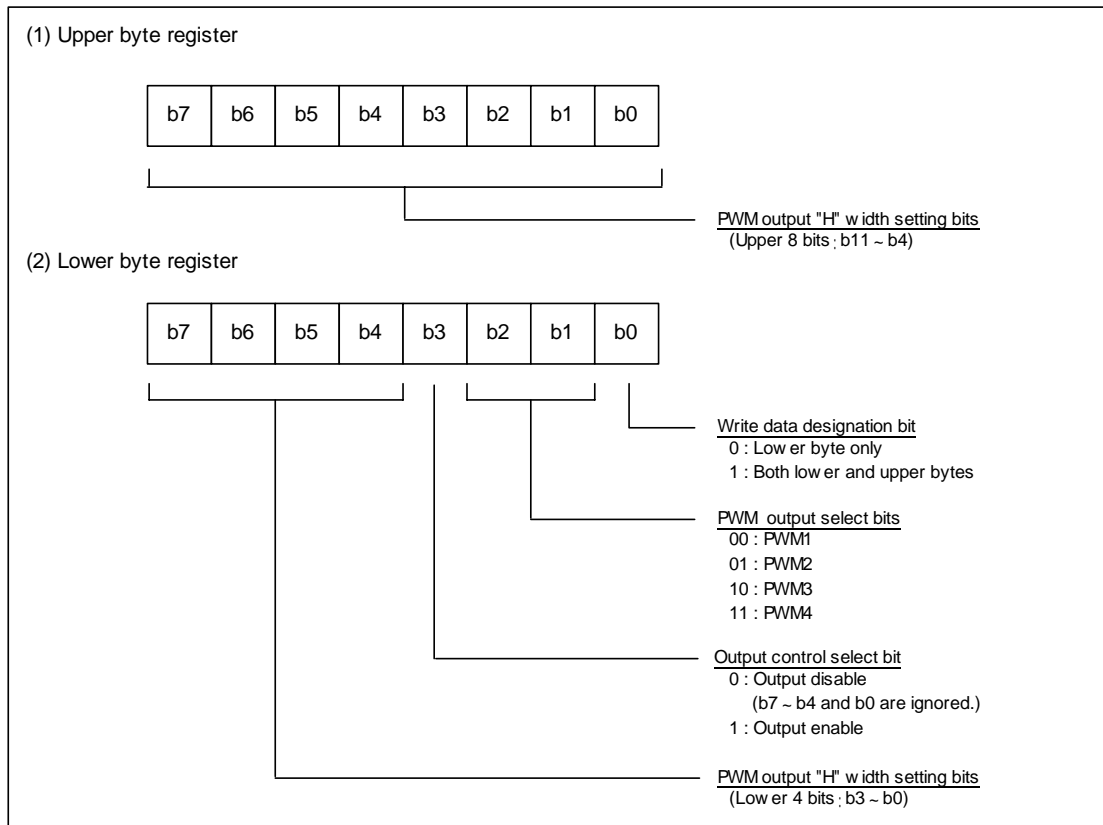 (1) Upper byte register
b7 b6 b5 b4 b3 b2 b1 b0
PWM output "H" width setting bits
(Upper 8 bits : b11 ~ b4)
(2) Lower byte register
b7 b6 b5 b4 b3 b2 b1 b0
Write data designation bit
0 : Lower byte only
1 : Both lower and upper bytes
PWM output select bits
00 : PWM1
01 : PWM2
10 : PWM3
11 : PWM4
Output control select bit
0 : Output disable
(b7 ~ b4 and b0 are ignored.)
1 : Output enable
PWM output "H" width setting bits
(Lower 4 bits : b3 ~ b0)